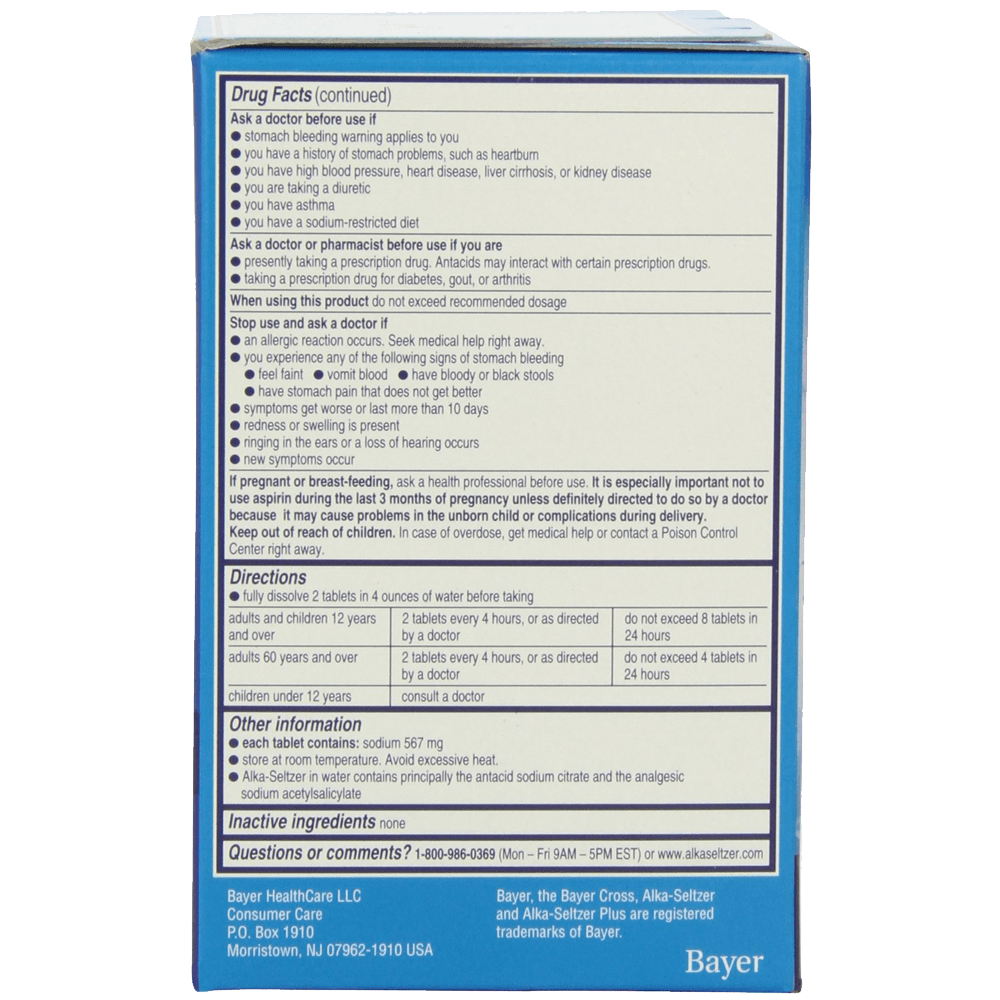 Drug Facts (continued)
Ask a doctor before use if
● stomach bleeding warning applies to you
● you have a history of stomach problems, such as heartburn
● you have high blood pressure, heart disease, liver cirrhosis, or kidney disease
● you are taking a diuretic
● you have asthma
● you have a sodium-restricted diet
Ask a doctor or pharmacist before use if you are
● presently taking a prescription drug. Antacids may interact with certain prescription drugs.
● taking a prescription drug for diabetes, gout, or arthritis
When using this product do not exceed recommended dosage
Stop use and ask a doctor if
● an allergic reaction occurs. Seek medical help right away.
● you experience any of the following signs of stomach bleeding
● feel faint ● vomit blood ● have bloody or black stools
● have stomach pain that does not get better
● symptoms get worse or last more than 10 days
● redness or swelling is present
● ringing in the ears or a loss of hearing occurs
● new symptoms occur
If pregnant or breast-feeding, ask a health professional before use. It is especially important not to
use aspirin during the last 3 months of pregnancy unless definitely directed to do so by a doctor
because it may cause problems in the unborn child or complications during delivery.
Keep out of reach of children. In case of overdose, get medical help or contact a Poison Control
Center right away.
Directions
● fully dissolve 2 tablets in 4 ounces of water before taking
adults and children 12 years 2 tablets every 4 hours, or as directed do not exceed 8 tablets in
and over by a doctor 24 hours
adults 60 years and over 2 tablets every 4 hours, or as directed do not exceed 4 tablets in
by a doctor 24 hours
children under 12 years consult a doctor
Other information
● each tablet contains: sodium 567 mg
● store at room temperature. Avoid excessive heat.
● Alka-Seltzer in water contains principally the antacid sodium citrate and the analgesic
sodium acetylsalicylate
Inactive ingredients none
Questions or comments? 1-800-986-0369 (Mon – Fri 9AM – 5PM EST) or www.alkaseltzer.com
Bayer HealthCare LLC
Consumer Care
P.O. Box 1910
Morristown, NJ 07962-1910 USA
Bayer, the Bayer Cross, Alka-Seltzer
and Alka-Seltzer Plus are registered
trademarks of Bayer.
Bayer